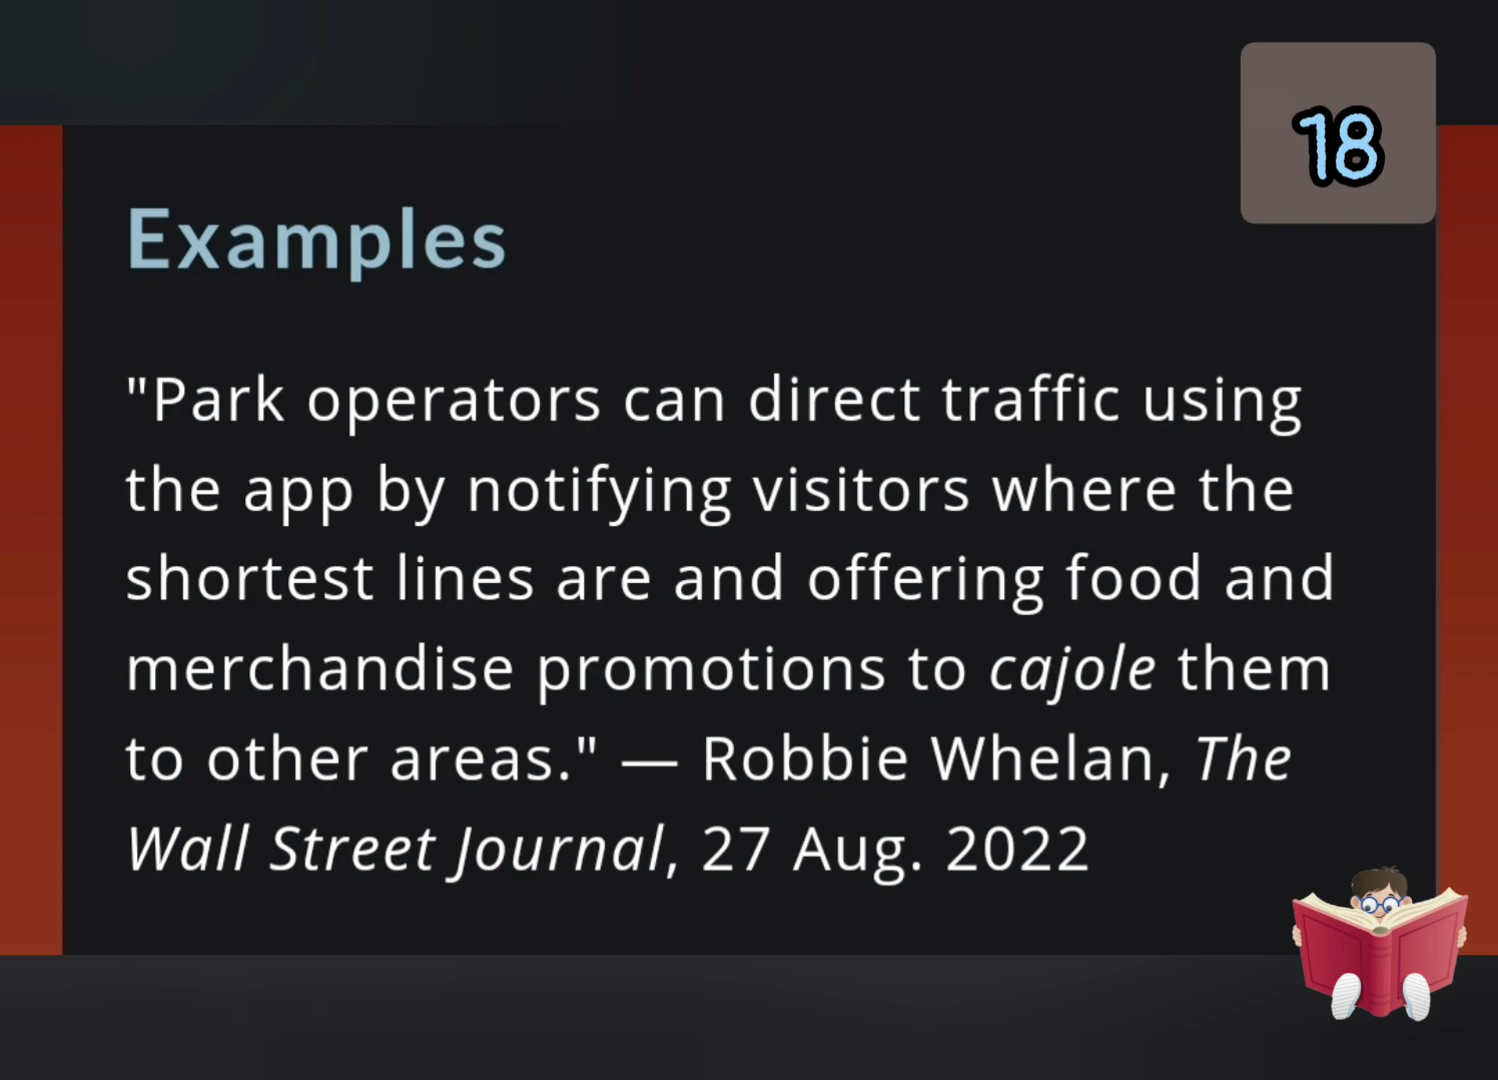 18
Examples
"Park operators can direct traffic using
the app by notifying visitors where the
shortest lines are and offering food and
merchandise promotions to cajole them
to other areas." — Robbie Whelan, The
Wall Street Journal, 27 Aug. 2022